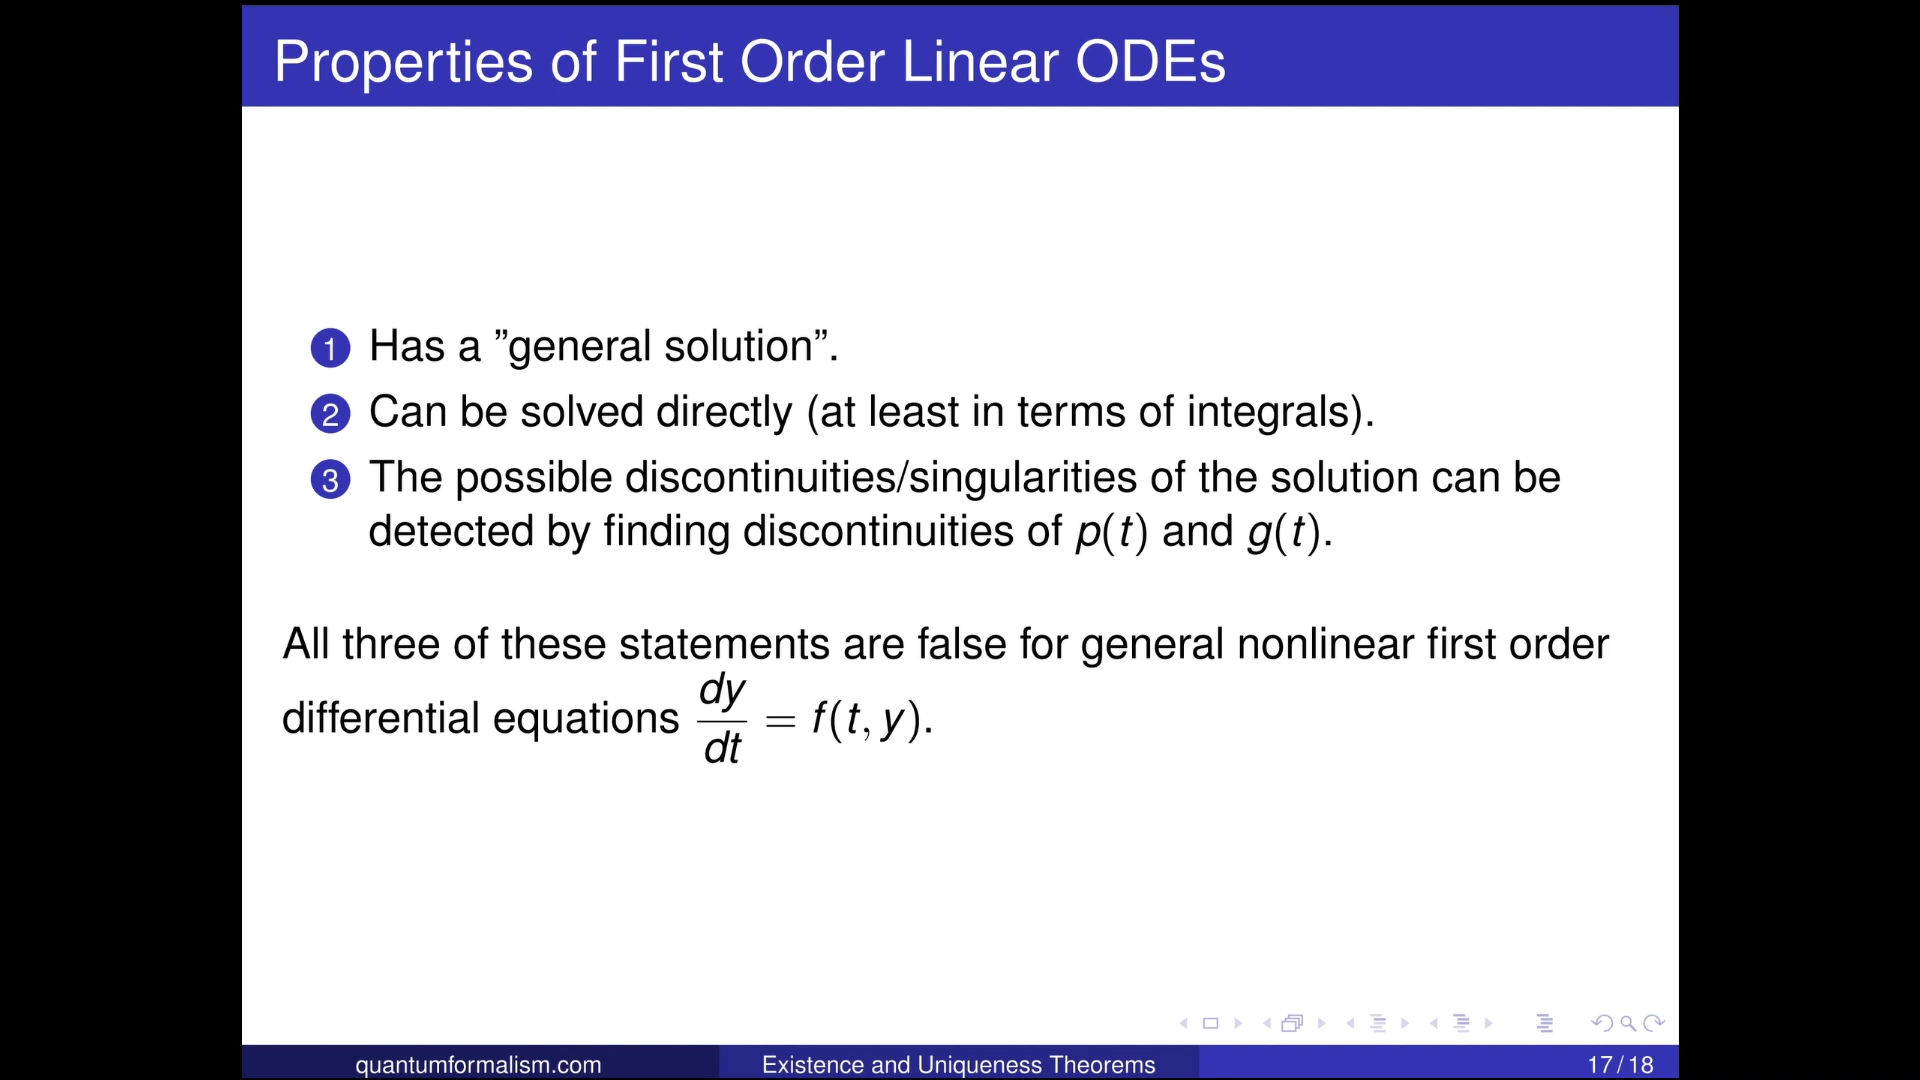 Properties of First Order Linear ODEs
1 Has a ”general solution”.
2 Can be solved directly (at least in terms of integrals).
3 The possible discontinuities/singularities of the solution can be
detected by finding discontinuities of p(t) and g(t).
All three of these statements are false for general nonlinear first order
differential equations dy/dt = f(t, y).
quantumformalism.com
Existence and Uniqueness Theorems
17 / 18